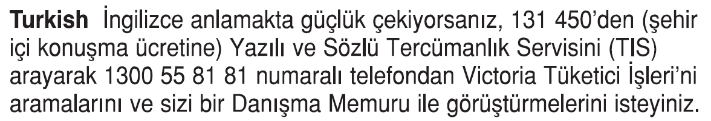 Turkish İngilizce anlamakta güçlük çekiyorsanız, 131 450’den (şehir
içi konuşma ücretine) Yazılı ve Sözlü Tercümanlık Servisini (TIS)
arayarak 1300 55 81 81 numaralı telefondan Victoria Tüketici İşleri’ni
aramalarını ve sizi bir Danışma Memuru ile görüştürmelerini isteyiniz.